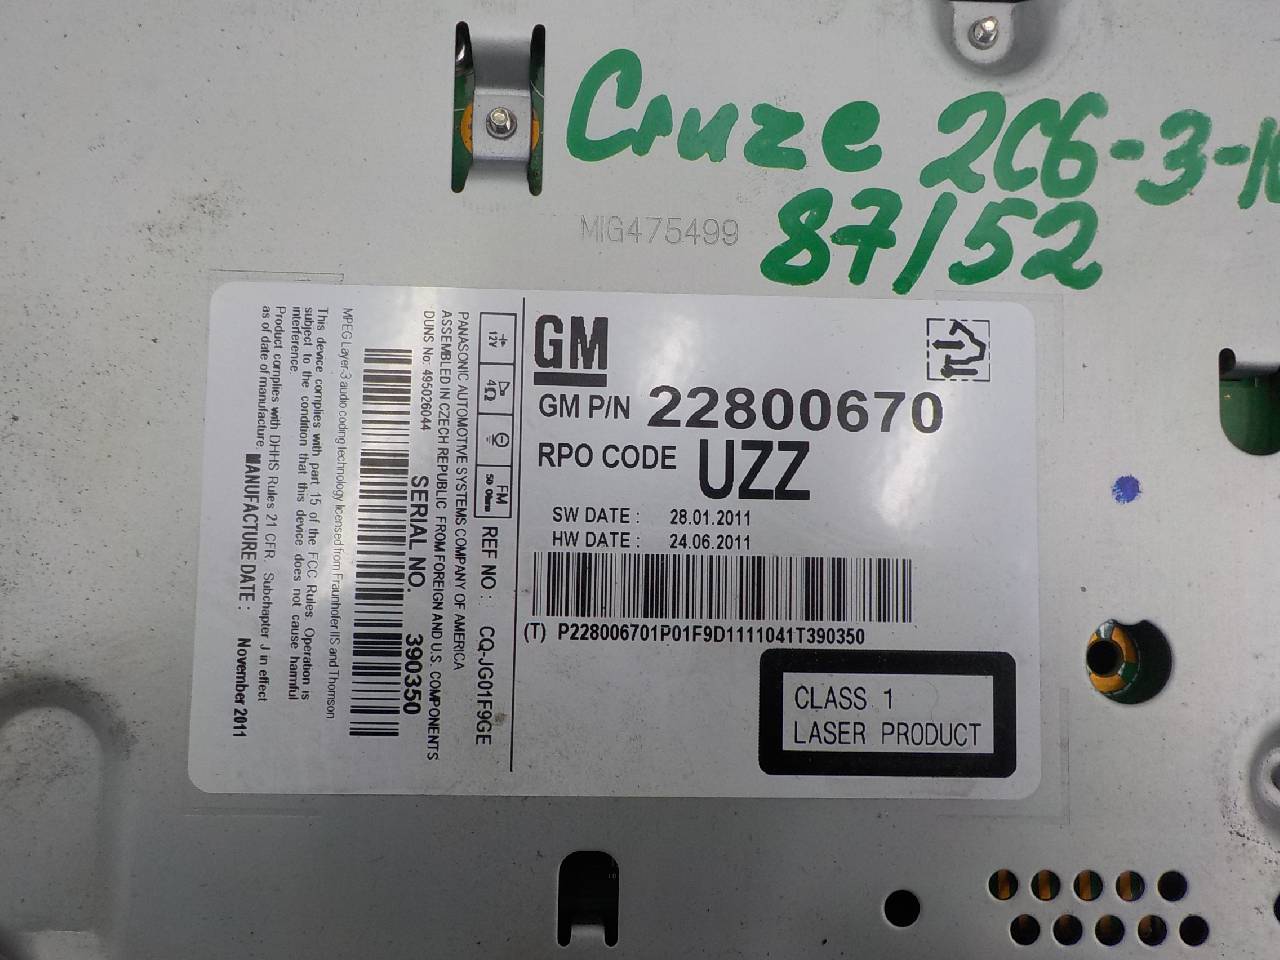 Cruze 2C6-3-
87/52
MIG475499
GM
GM P/N 22800670
RPO CODE UZZ
SW DATE : 28.01.2011
HW DATE : 24.06.2011
(T) P228006701P01F9D1111041T390350
CLASS 1
LASER PRODUCT
12V
4Ω
FM
50 Ohm
REF NO : CQ-JG01F9GE
PANASONIC AUTOMOTIVE SYSTEMS COMPANY OF AMERICA
ASSEMBLED IN CZECH REPUBLIC FROM FOREIGN AND U.S. COMPONENTS
DUNS No: 495026044
SERIAL NO. 390350
MPEG Layer-3 audio coding technology licensed from Fraunhofer IIS and Thomson
This device complies with part 15 of the FCC Rules. Operation is
subject to the condition that this device does not cause harmful
interference.
Product complies with DHHS Rules 21 CFR. Subchapter J in effect
as of date of manufacture. MANUFACTURE DATE : November 2011